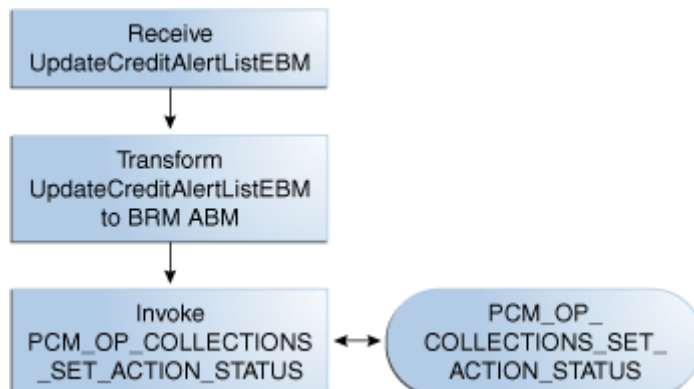 Receive
UpdateCreditAlertListEBM
Transform
UpdateCreditAlertListEBM
to BRM ABM
Invoke
PCM_OP_COLLECTIONS
_SET_ACTION_STATUS
PCM_OP_
COLLECTIONS_SET_
ACTION_STATUS